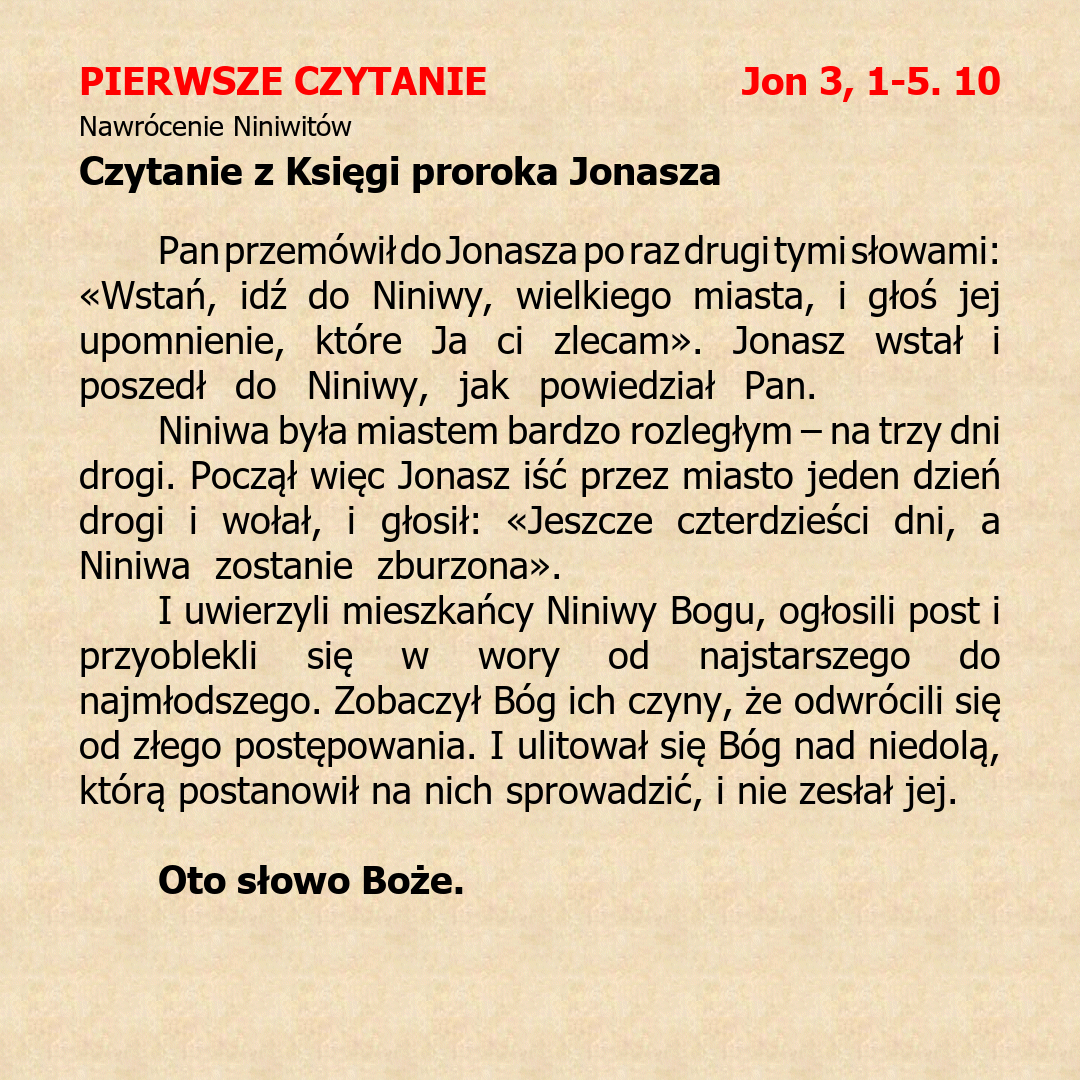 PIERWSZE CZYTANIE Jon 3, 1-5. 10
Nawrócenie Niniwitów
Czytanie z Księgi proroka Jonasza
Pan przemówił do Jonasza po raz drugi tymi słowami:
«Wstań, idź do Niniwy, wielkiego miasta, i głoś jej
upomnienie, które Ja ci zlecam». Jonasz wstał i
poszedł do Niniwy, jak powiedział Pan.
Niniwa była miastem bardzo rozległym – na trzy dni
drogi. Począł więc Jonasz iść przez miasto jeden dzień
drogi i wołał, i głosił: «Jeszcze czterdzieści dni, a
Niniwa zostanie zburzona».
I uwierzyli mieszkańcy Niniwy Bogu, ogłosili post i
przyoblekli się w wory od najstarszego do
najmłodszego. Zobaczył Bóg ich czyny, że odwrócili się
od złego postępowania. I ulitował się Bóg nad niedolą,
którą postanowił na nich sprowadzić, i nie zesłał jej.
Oto słowo Boże.